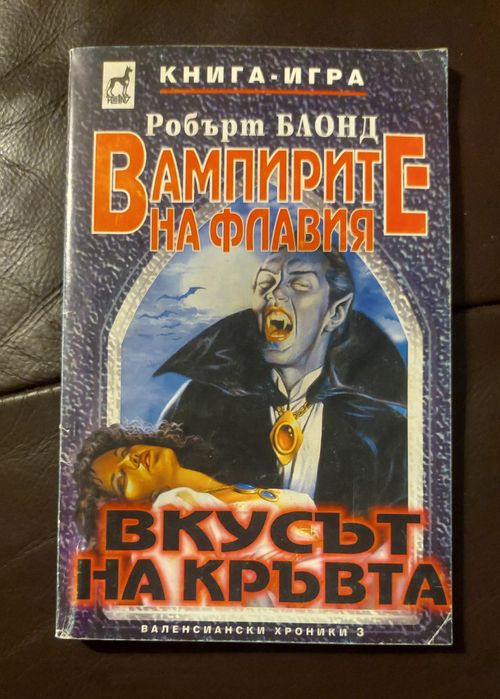 КНИГА-ИГРА
Робърт БЛОНД
ВАМПИРИТЕ
НА ФЛАВИЯ
ВКУСЪТ
НА КРЪВТА
ВАЛЕНСИАНСКИ ХРОНИКИ 3